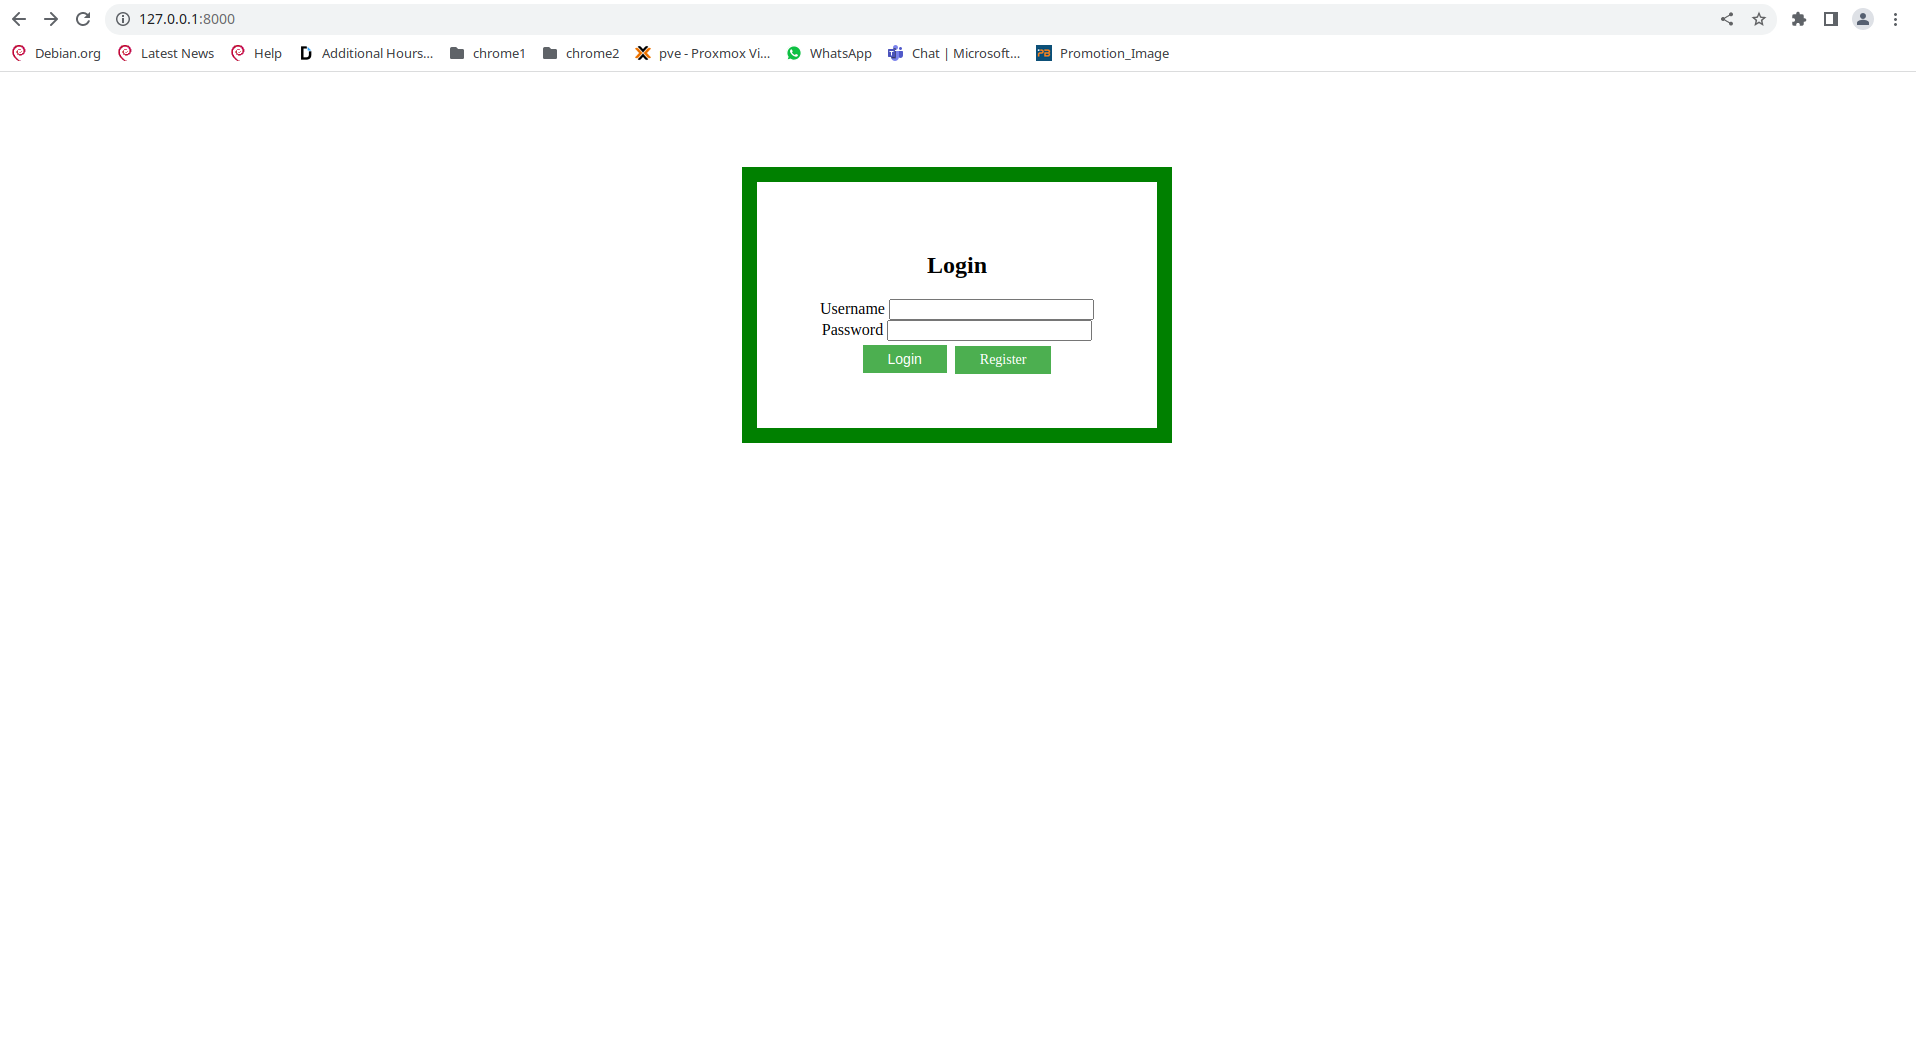 127.0.0.1:8000
Debian.org Latest News Help Additional Hours... chrome1 chrome2 pve - Proxmox Vi... WhatsApp Chat | Microsoft... Promotion_Image
Login
Username
Password
Login Register